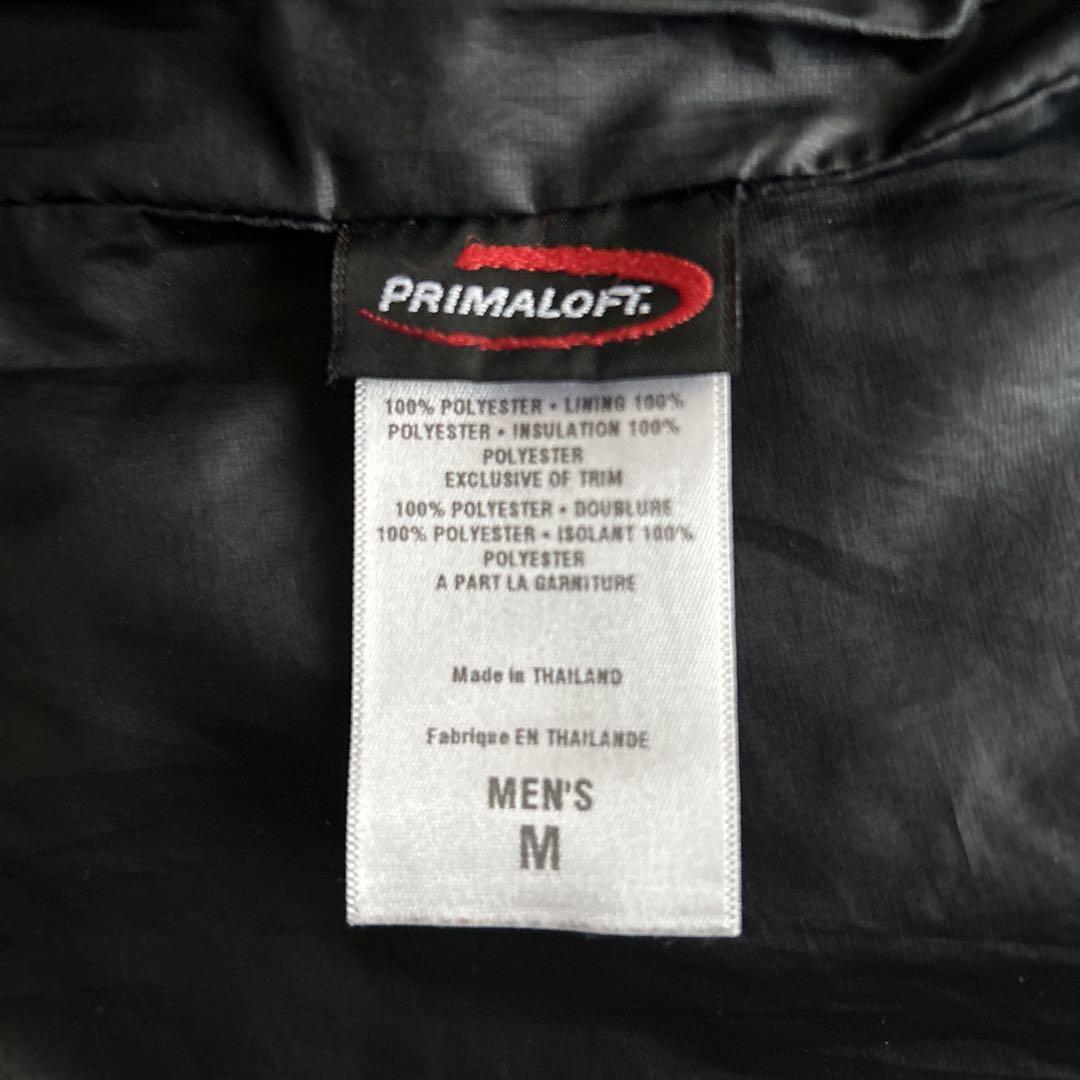 PRIMALOFT.
100% POLYESTER • LINING 100%
POLYESTER • INSULATION 100%
POLYESTER
EXCLUSIVE OF TRIM
100% POLYESTER • DOUBLURE
100% POLYESTER • ISOLANT 100%
POLYESTER
A PART LA GARNITURE
Made in THAILAND
Fabrique EN THAILANDE
MEN'S
M